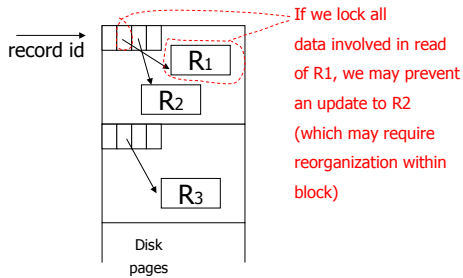 record id
R1
R2
R3
Disk
pages
If we lock all
data involved in read
of R1, we may prevent
an update to R2
(which may require
reorganization within
block)